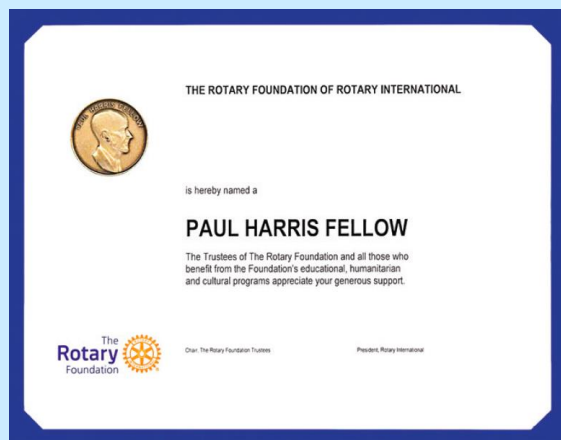 THE ROTARY FOUNDATION OF ROTARY INTERNATIONAL
PAUL HARRIS FELLOW
is hereby named a
PAUL HARRIS FELLOW
The Trustees of The Rotary Foundation and all those who
benefit from the Foundation's educational, humanitarian
and cultural programs appreciate your generous support.
The
Rotary
Foundation
Chair, The Rotary Foundation Trustees
President, Rotary International